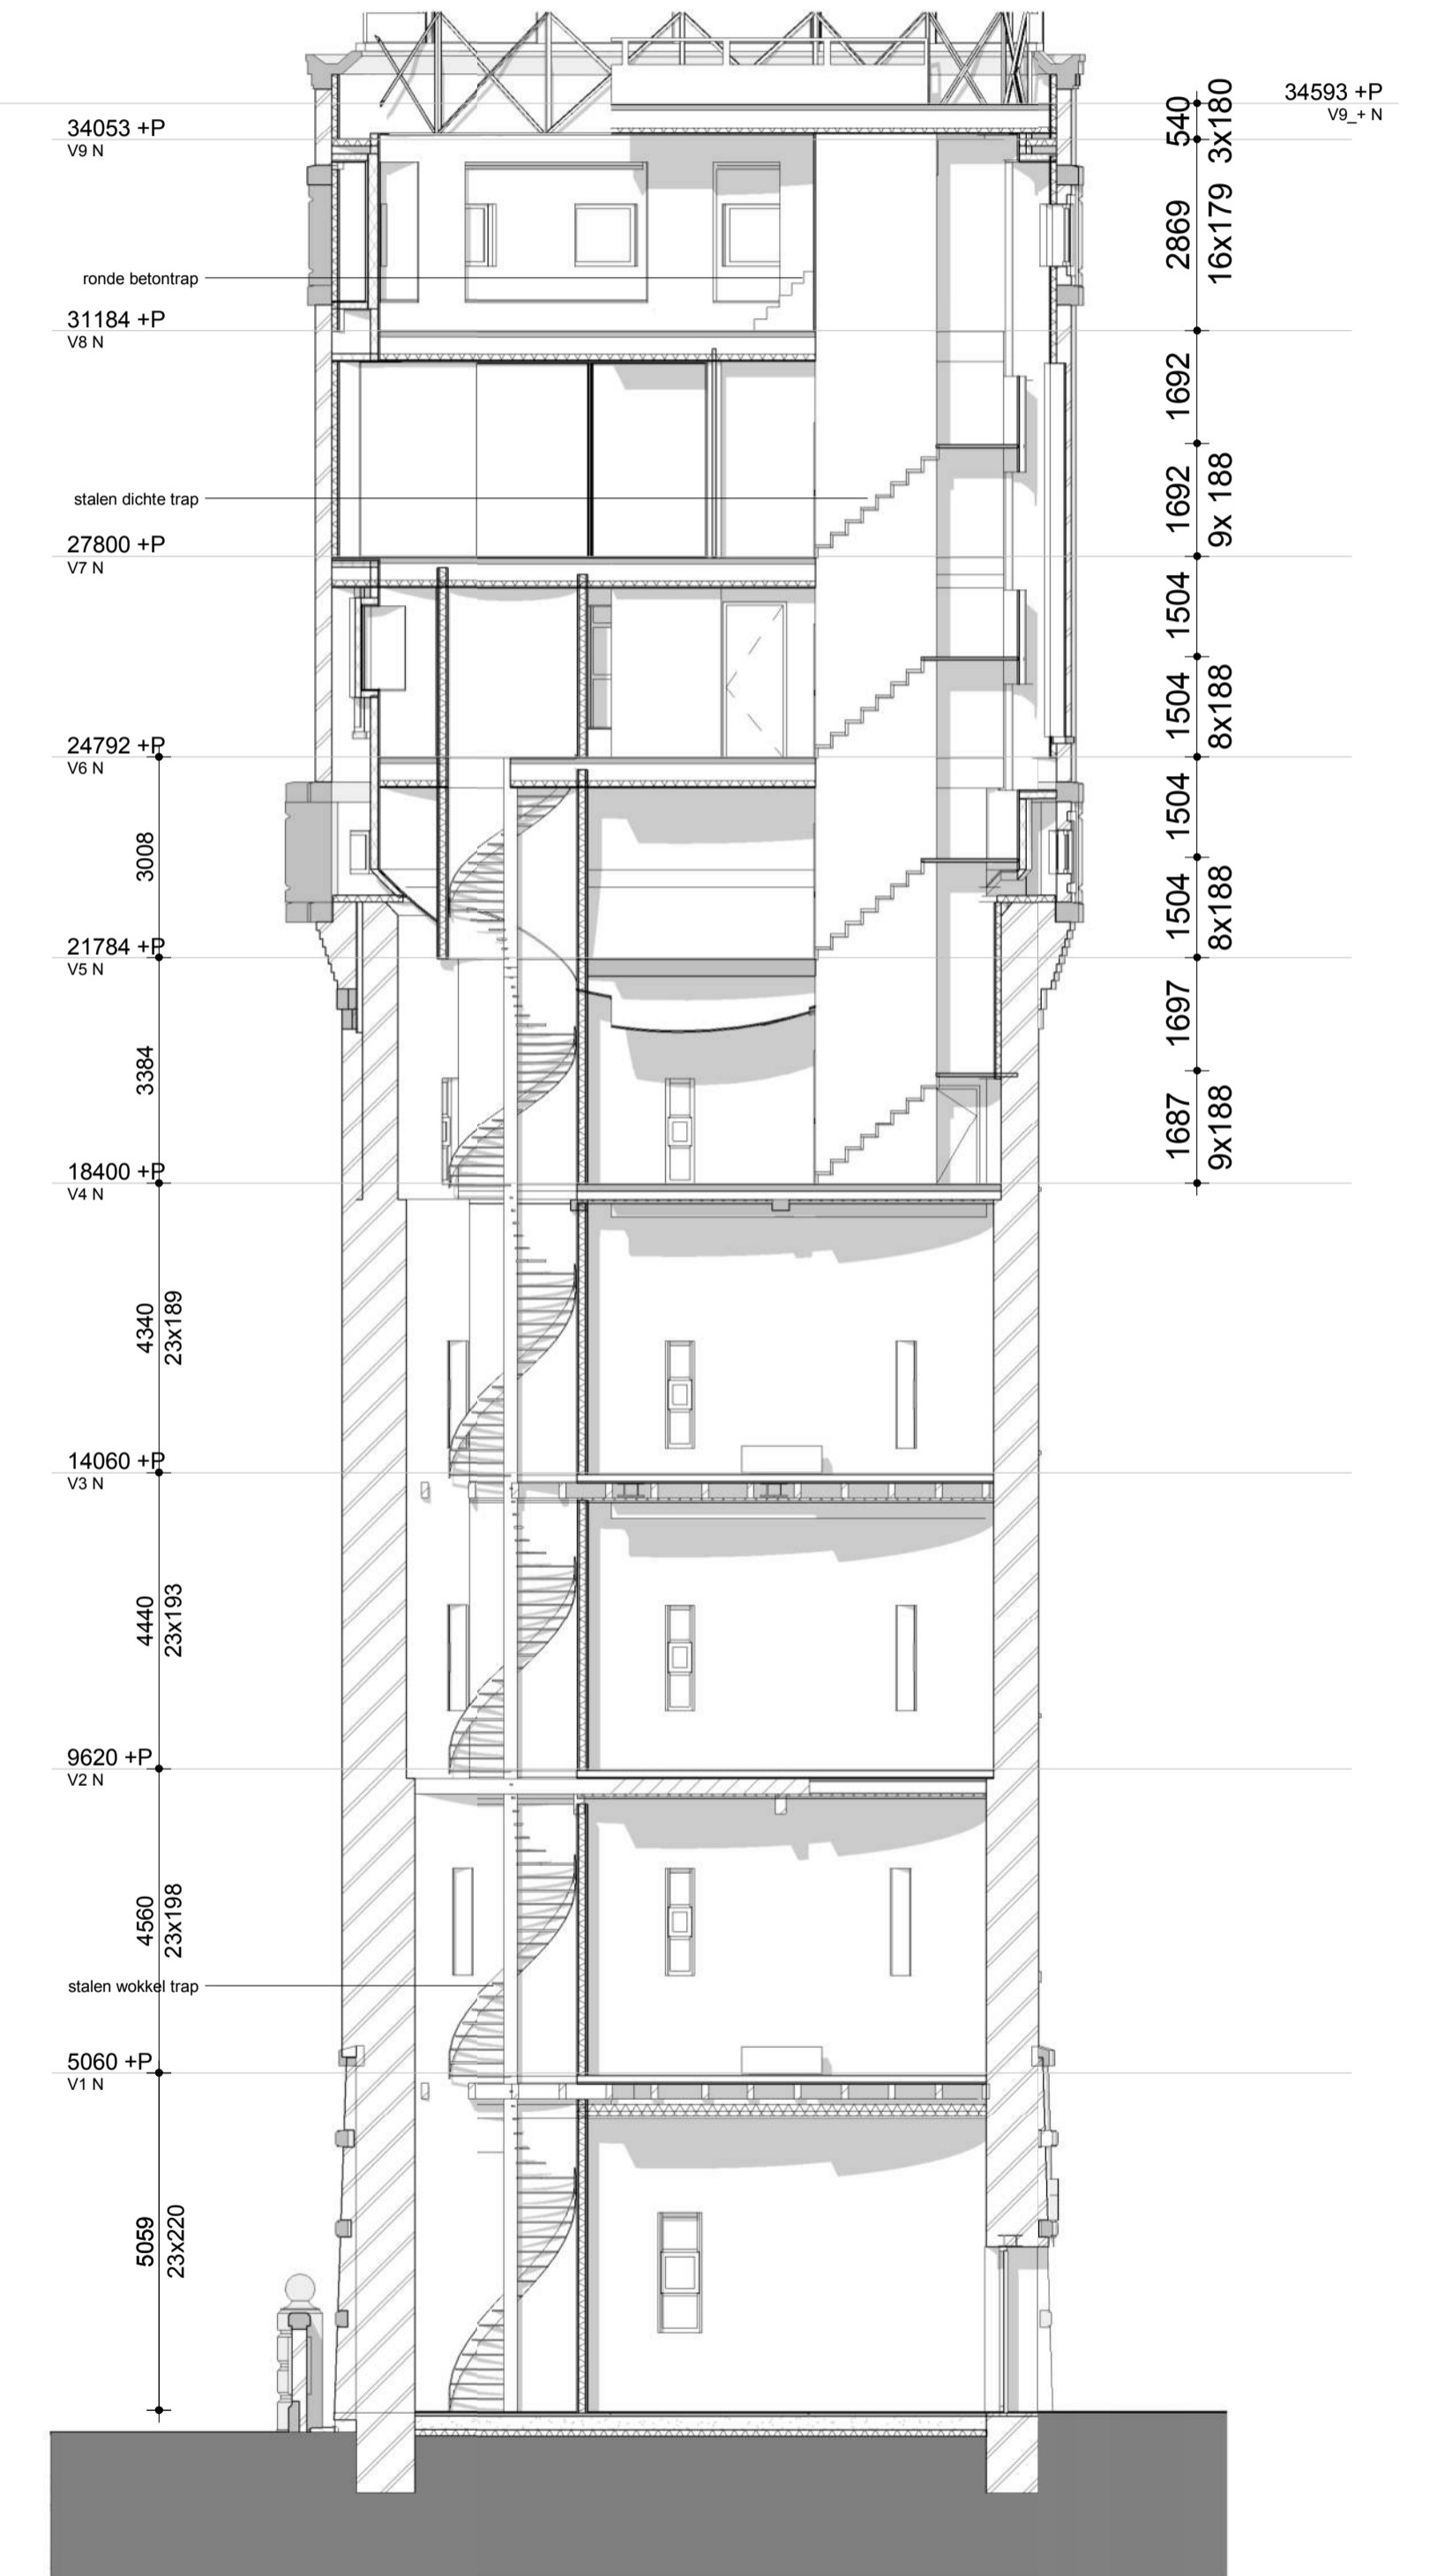 34593 +P
V9_+ N
34053 +P
V9 N
540
3x180
2869
16x179
ronde betontrap
31184 +P
V8 N
1692
stalen dichte trap
1692
9x 188
27800 +P
V7 N
1504
1504
8x188
24792 +P
V6 N
3008
1504
1504
8x188
21784 +P
V5 N
3384
1697
1687
9x188
18400 +P
V4 N
4340
23x189
14060 +P
V3 N
4440
23x193
9620 +P
V2 N
4560
23x198
stalen wokkel trap
5060 +P
V1 N
5059
23x220